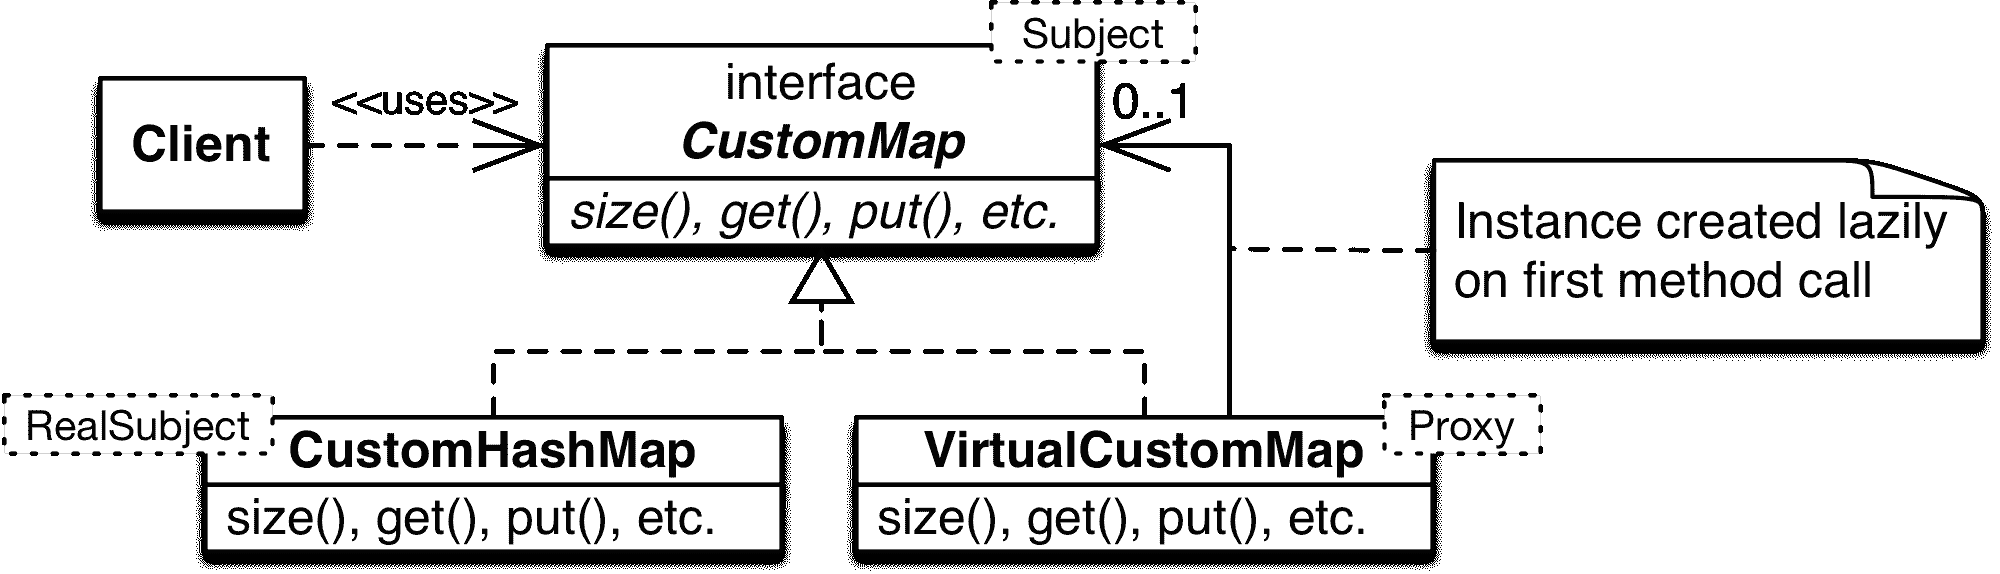 Subject
interface
CustomMap
size(), get(), put(), etc.
Client
<<uses>>
0..1
Instance created lazily
on first method call
RealSubject
CustomHashMap
size(), get(), put(), etc.
VirtualCustomMap
size(), get(), put(), etc.
Proxy